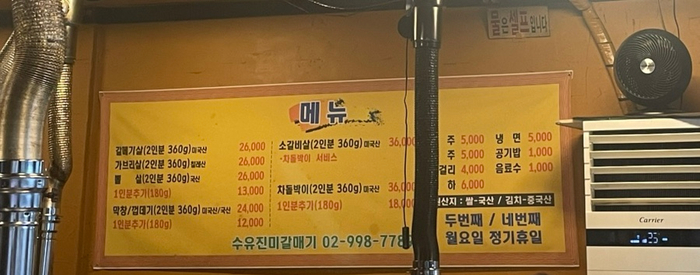 메뉴
갈매기살(2인분 360g)미국산 26,000
가브리살(2인분 360g)칠레산 26,000
뽈 살(2인분 360g)국산 26,000
1인분추가(180g) 13,000
막창/껍데기(2인분 360g)미국산/국산 24,000
1인분추가(180g) 12,000
소갈비살(2인분 360g)미국산 36,000
·차돌박이 서비스
차돌박이(2인분 360g)미국산 36,000
1인분추가(180g) 18,000
주 5,000 냉 면 5,000
주 5,000 공기밥 1,000
걸리 4,000 음료수 1,000
하 6,000
산지 : 쌀-국산 / 김치-중국산
두번째 / 네번째
월요일 정기휴일
수유진미갈매기 02-998-778
Carrier